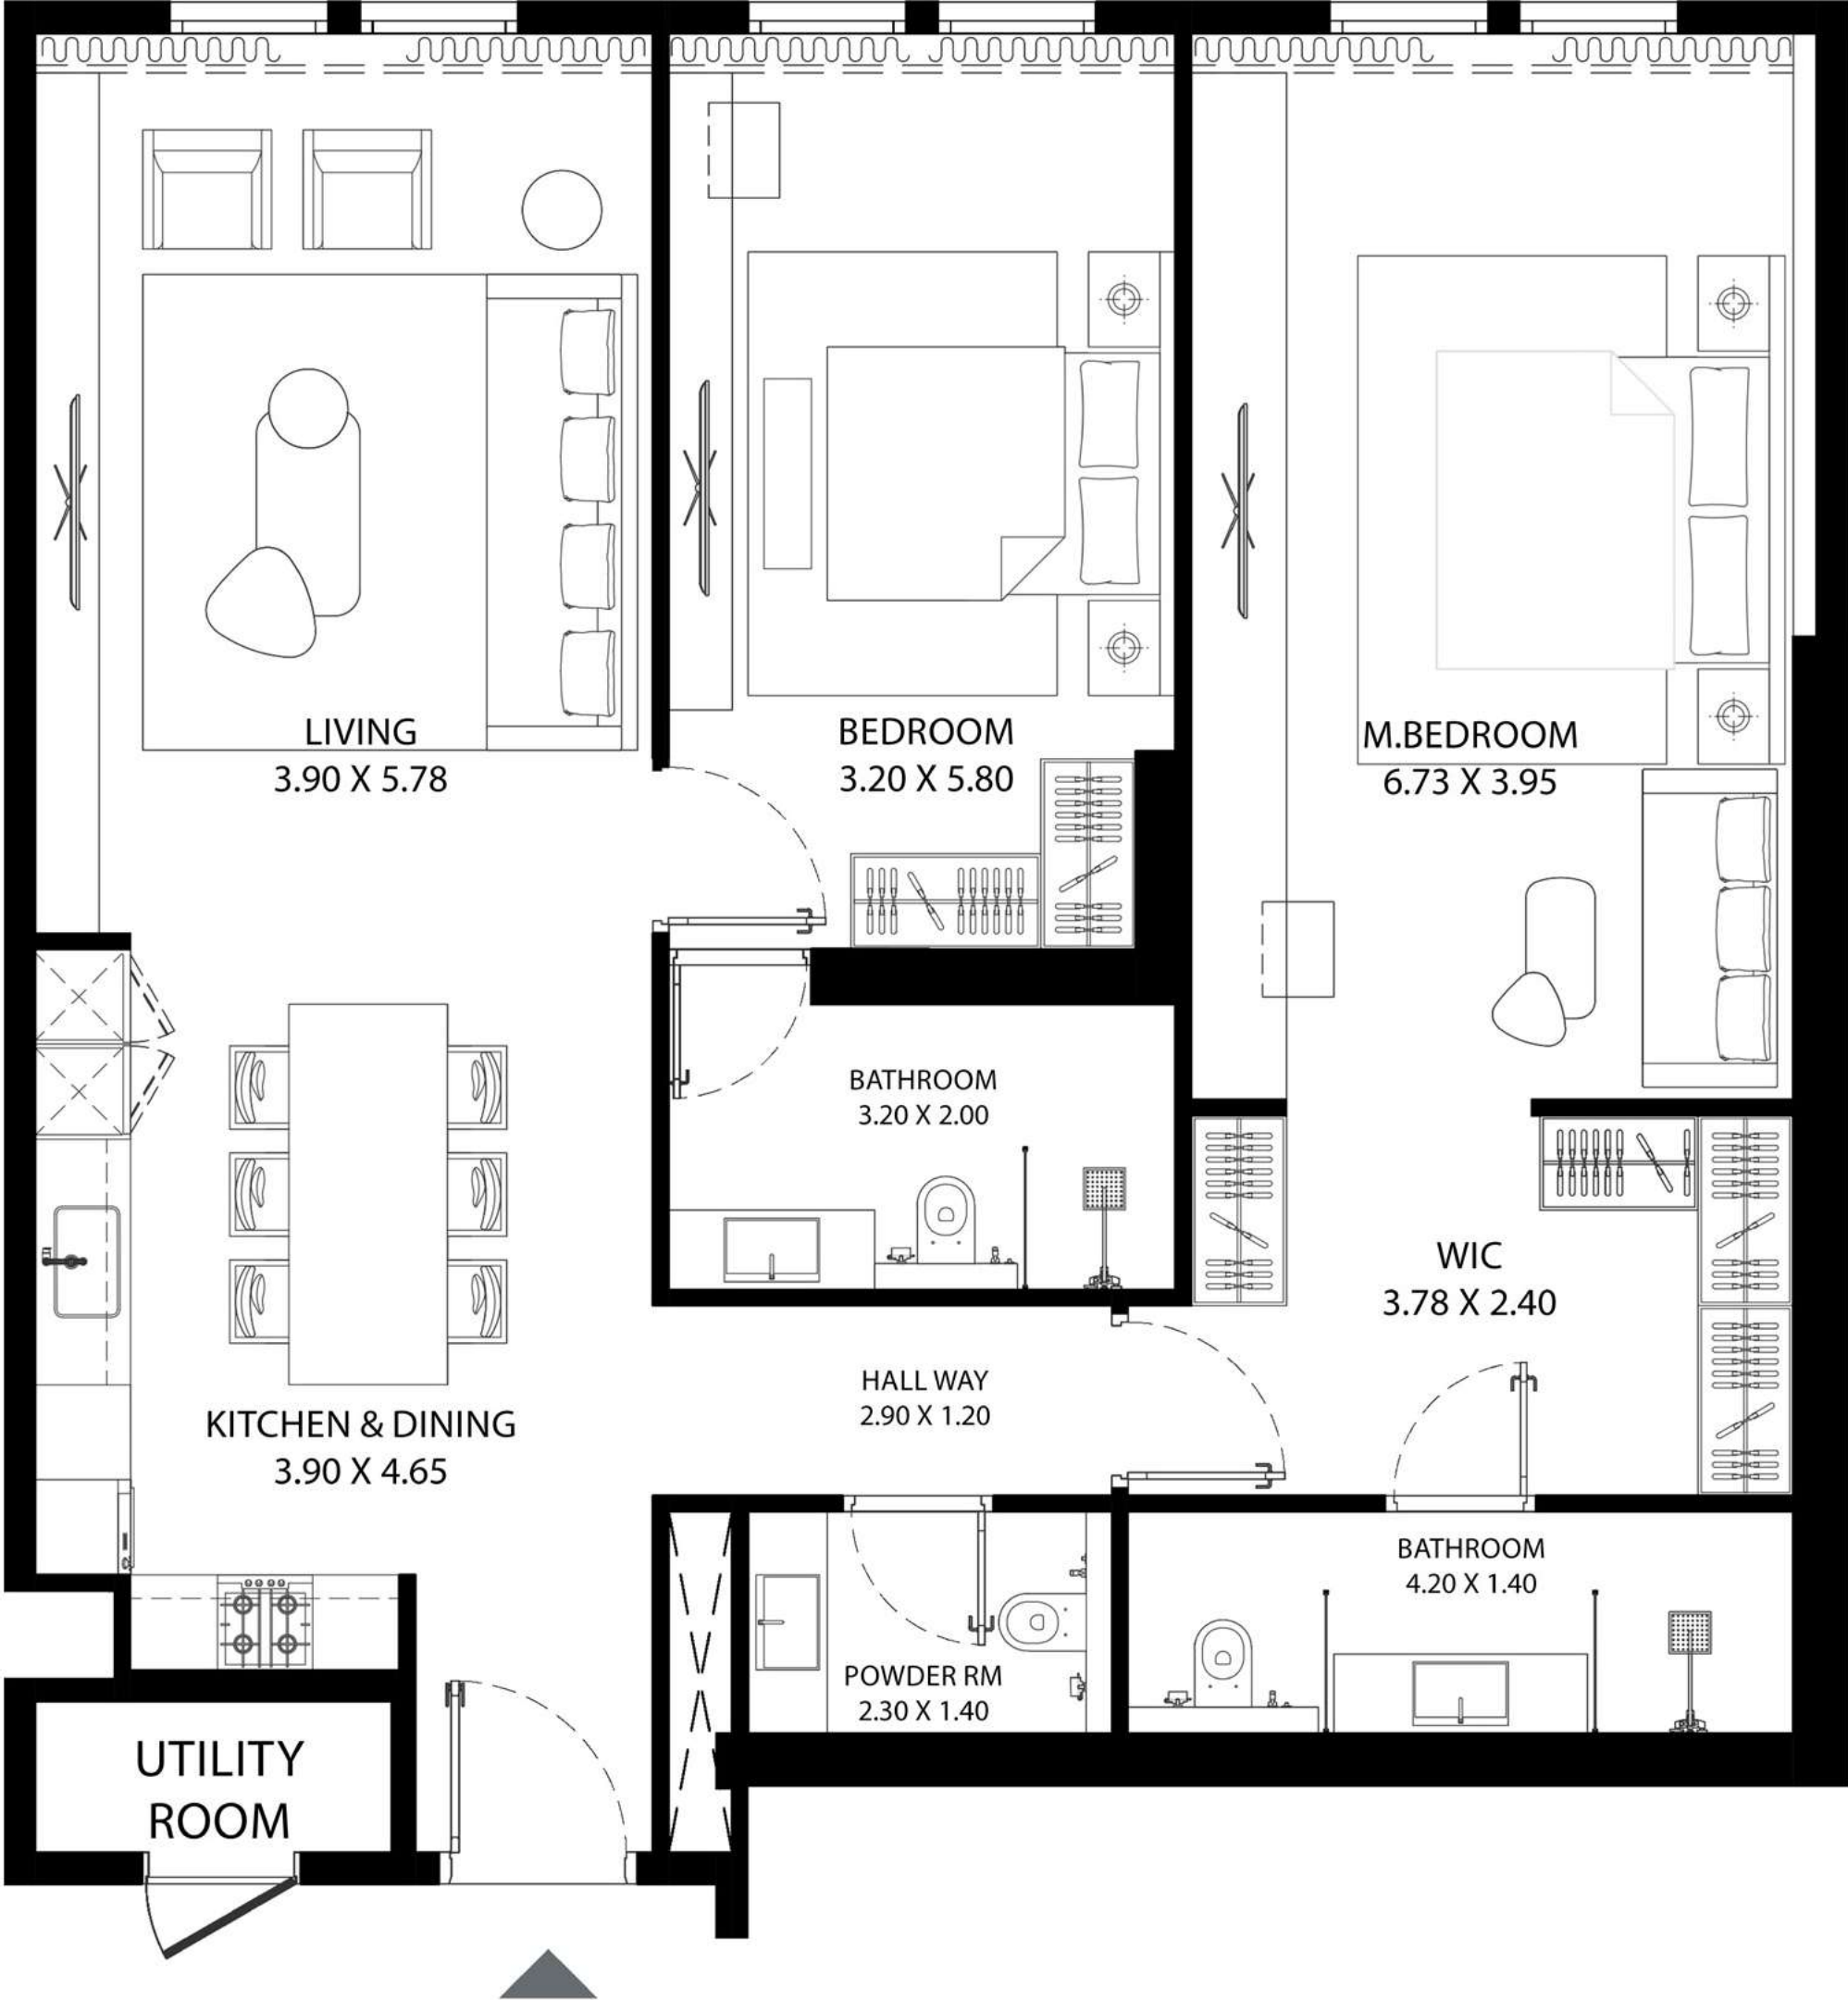 LIVING
3.90 X 5.78
BEDROOM
3.20 X 5.80
M.BEDROOM
6.73 X 3.95
BATHROOM
3.20 X 2.00
WIC
3.78 X 2.40
HALL WAY
2.90 X 1.20
KITCHEN & DINING
3.90 X 4.65
BATHROOM
4.20 X 1.40
POWDER RM
2.30 X 1.40
UTILITY
ROOM